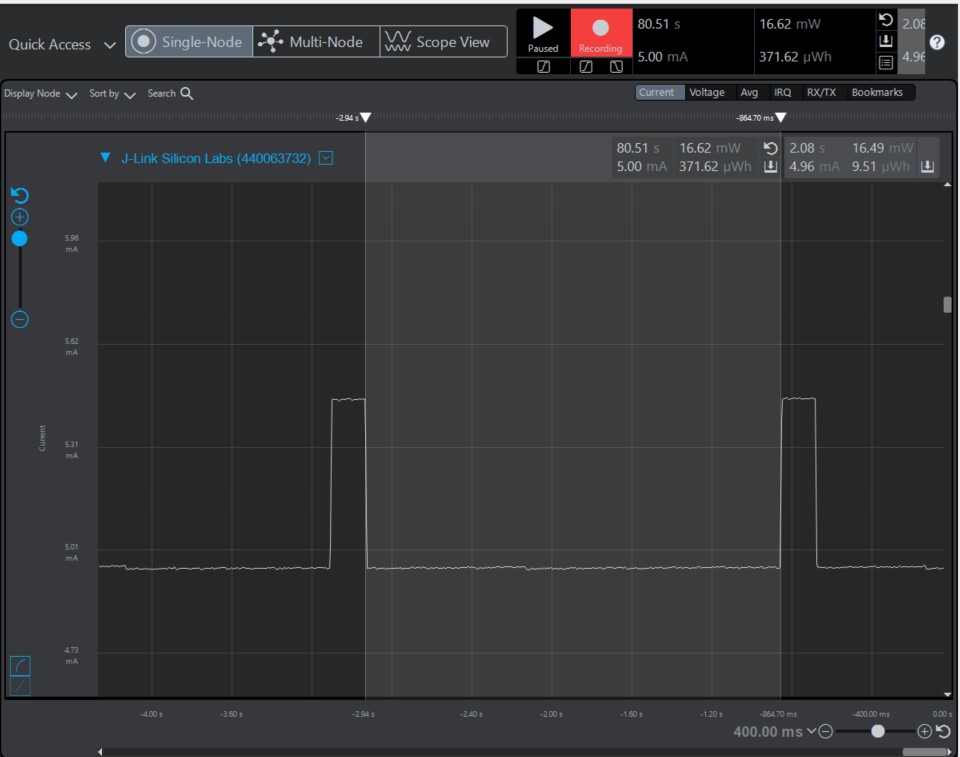 Quick Access
Single-Node
Multi-Node
Scope View
Paused
Recording
80.51 s
16.62 mW
5.00 mA
371.62 µWh
2.08
4.96
?
Display Node
Sort by
Search
Current
Voltage
Avg
IRQ
RX/TX
Bookmarks
-2.94 s
-864.70 ms
J-Link Silicon Labs (440063732)
80.51 s
16.62 mW
5.00 mA
371.62 µWh
2.08 s
16.49 mW
4.96 mA
9.51 µWh
5.96
mA
5.62
mA
5.31
mA
5.01
mA
4.73
mA
Current
-4.00 s
-3.60 s
-2.94 s
-2.40 s
-2.00 s
-1.60 s
-1.20 s
-864.70 ms
-400.00 ms
0.00 s
400.00 ms